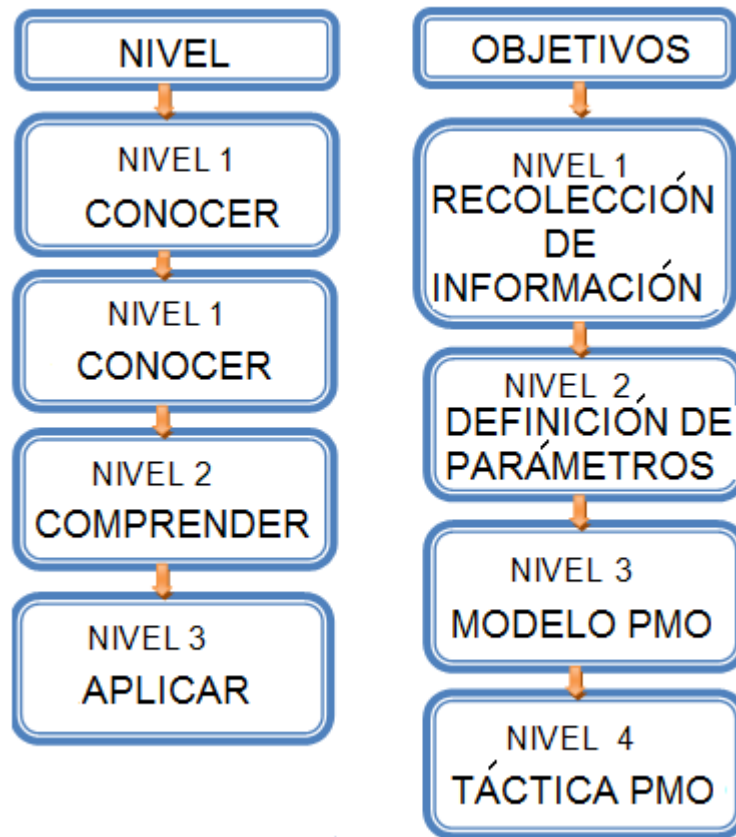 NIVEL
NIVEL 1
CONOCER
NIVEL 1
CONOCER
NIVEL 2
COMPRENDER
NIVEL 3
APLICAR
OBJETIVOS
NIVEL 1
RECOLECCIÓN
DE
INFORMACIÓN
NIVEL 2
DEFINICIÓN DE
PARÁMETROS
NIVEL 3
MODELO PMO
NIVEL 4
TÁCTICA PMO